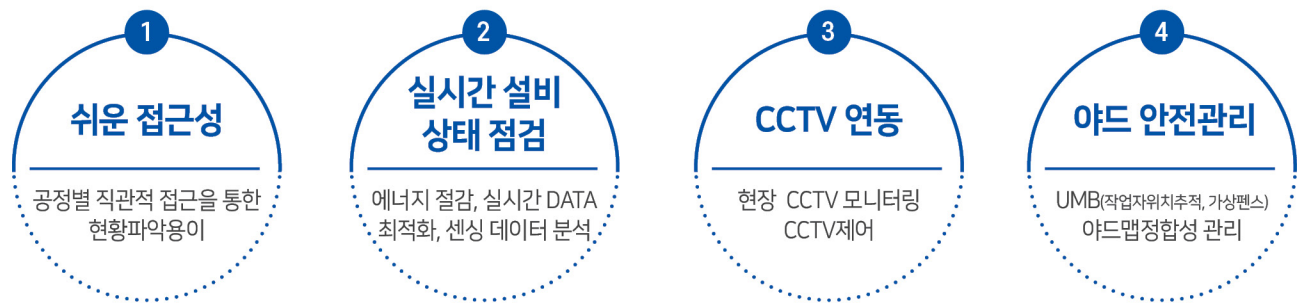 1
쉬운 접근성
공정별 직관적 접근을 통한
현황파악용이
2
실시간 설비
상태 점검
에너지 절감, 실시간 DATA
최적화, 센싱 데이터 분석
3
CCTV 연동
현장 CCTV 모니터링
CCTV제어
4
야드 안전관리
UMB(작업자위치추적, 가상펜스)
야드맵정합성 관리